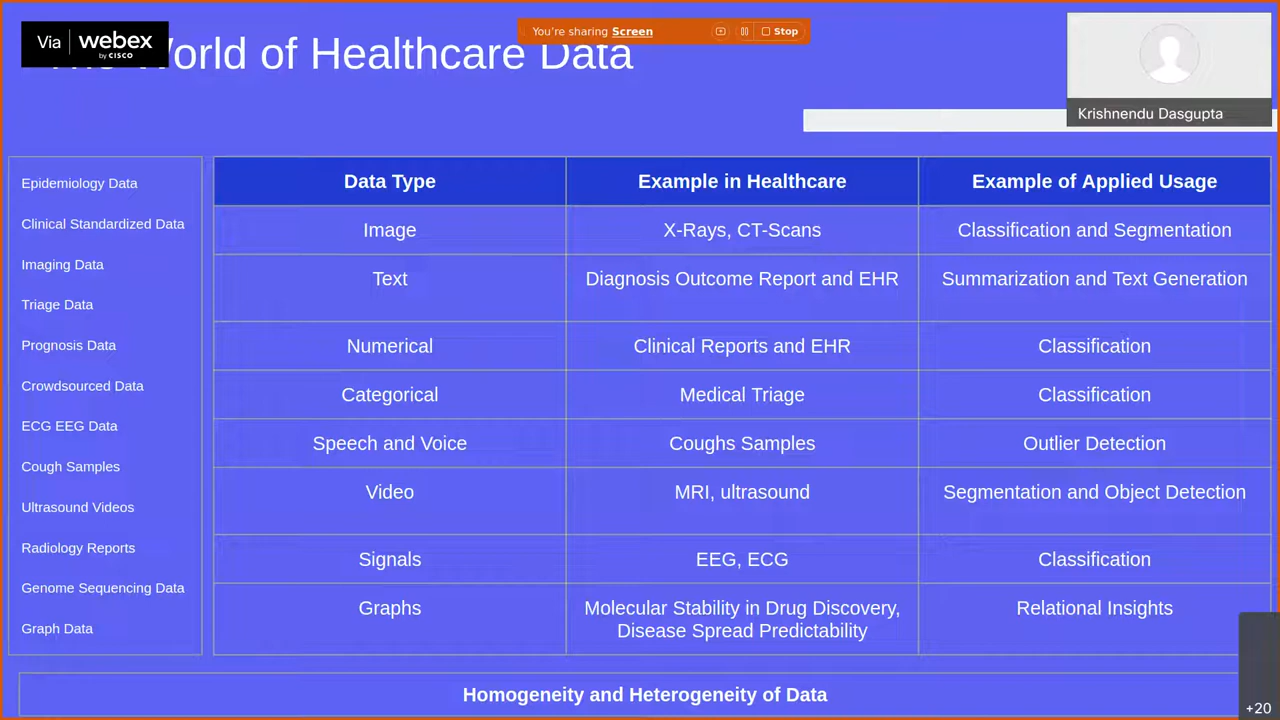 Via webex
by CISCO
World of Healthcare Data
You're sharing Screen
Stop
Krishnendu Dasgupta
Epidemiology Data
Clinical Standardized Data
Imaging Data
Triage Data
Prognosis Data
Crowdsourced Data
ECG EEG Data
Cough Samples
Ultrasound Videos
Radiology Reports
Genome Sequencing Data
Graph Data
Data Type Example in Healthcare Example of Applied Usage
Image X-Rays, CT-Scans Classification and Segmentation
Text Diagnosis Outcome Report and EHR Summarization and Text Generation
Numerical Clinical Reports and EHR Classification
Categorical Medical Triage Classification
Speech and Voice Coughs Samples Outlier Detection
Video MRI, ultrasound Segmentation and Object Detection
Signals EEG, ECG Classification
Graphs Molecular Stability in Drug Discovery, Relational Insights
Disease Spread Predictability
Homogeneity and Heterogeneity of Data
+20